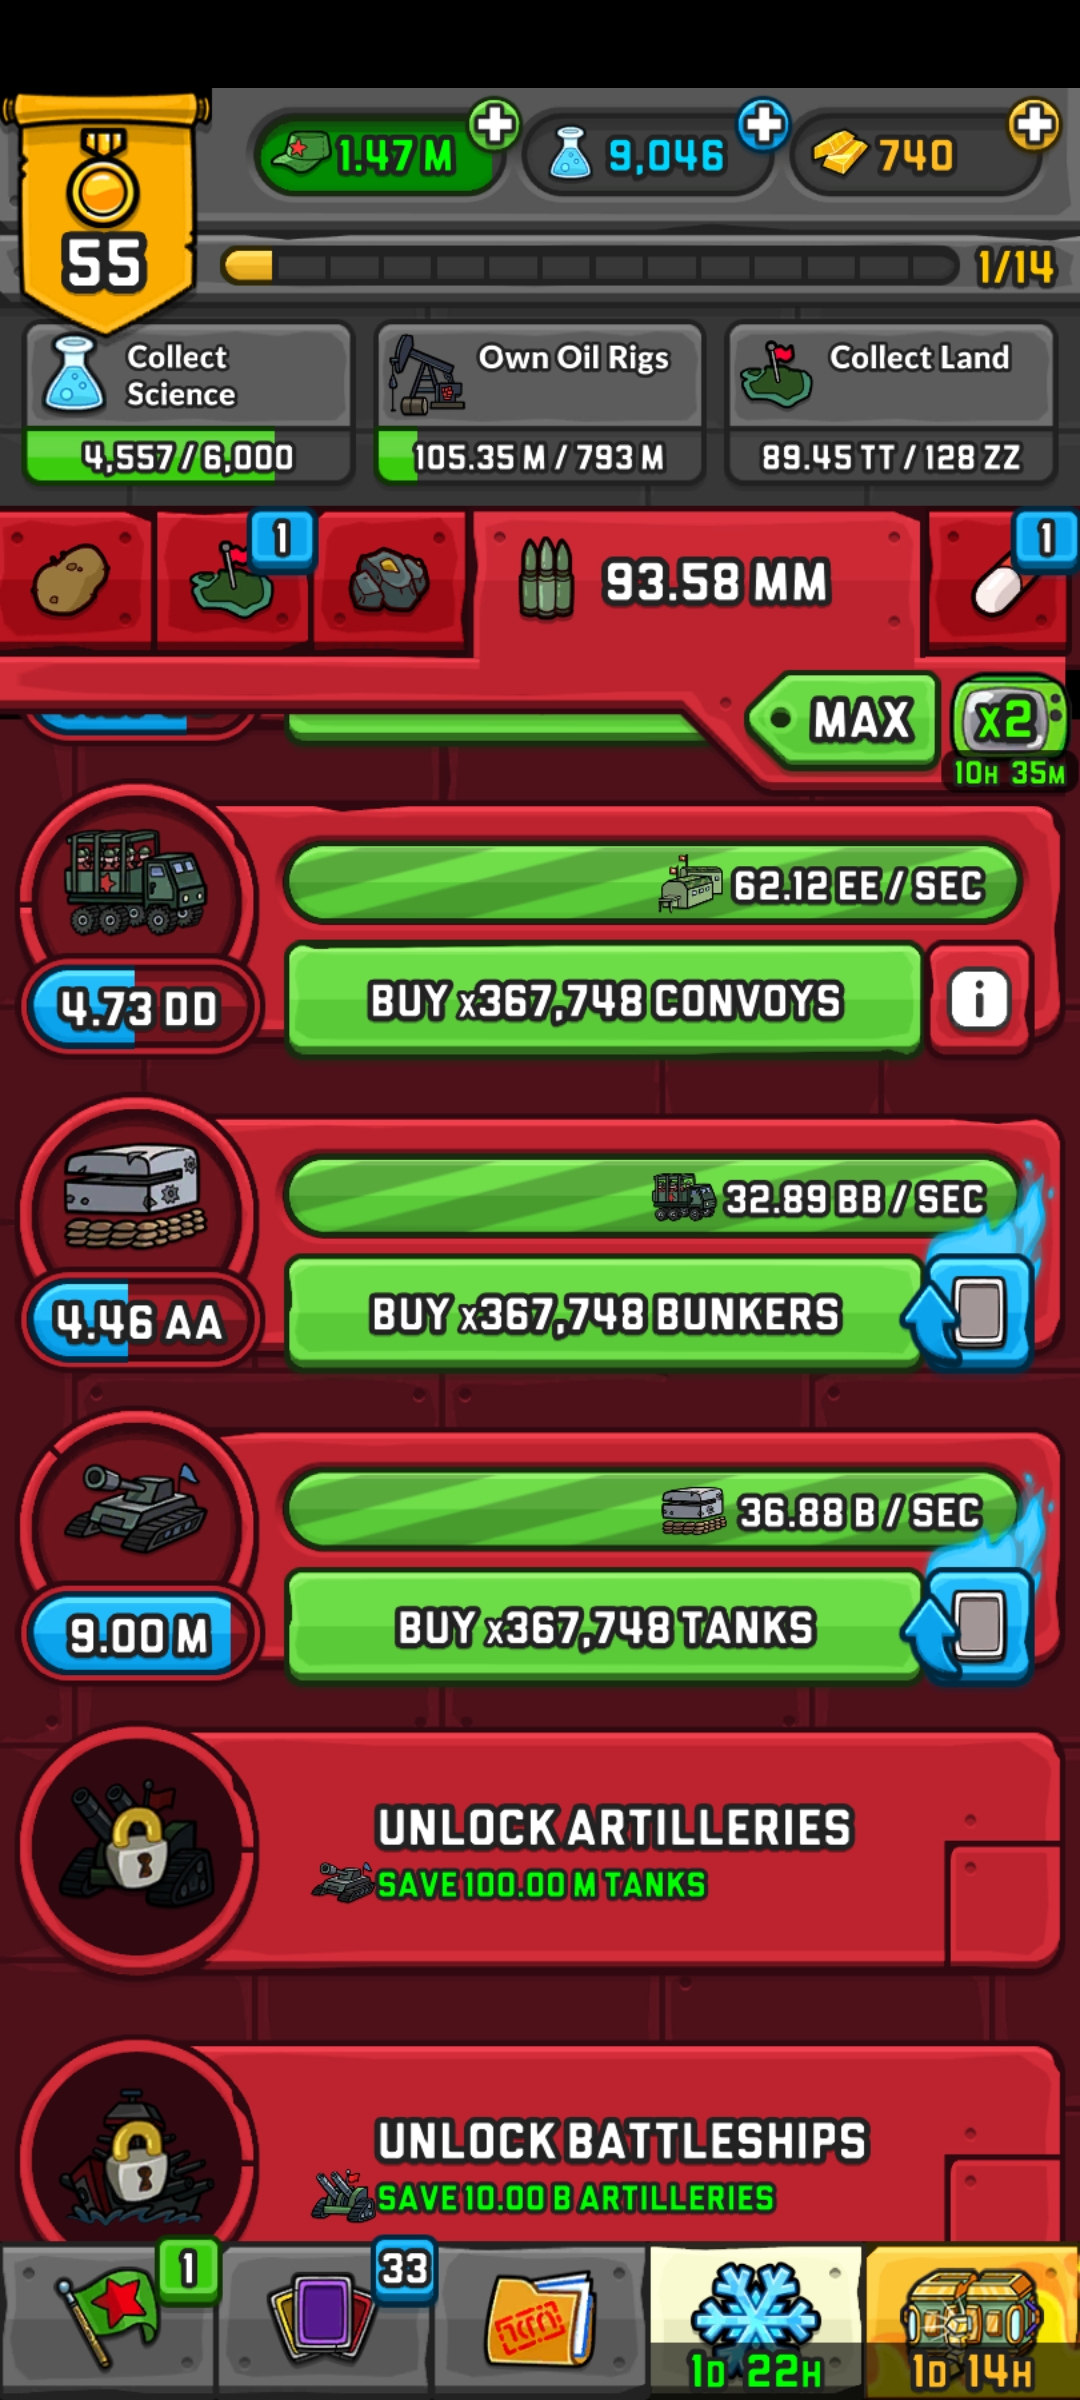 55
1.47 M
9,046
740
1/14
Collect
Science
4,557 / 6,000
Own Oil Rigs
105.35 M / 793 M
Collect Land
89.45 TT / 128 ZZ
1
93.58 MM
1
MAX
x2
10H 35M
62.12 EE / SEC
4.73 DD
BUY x367,748 CONVOYS
i
32.89 BB / SEC
4.46 AA
BUY x367,748 BUNKERS
36.88 B / SEC
9.00 M
BUY x367,748 TANKS
UNLOCK ARTILLERIES
SAVE 100.00 M TANKS
UNLOCK BATTLESHIPS
SAVE 10.00 B ARTILLERIES
1
33
1D 22H
1D 14H